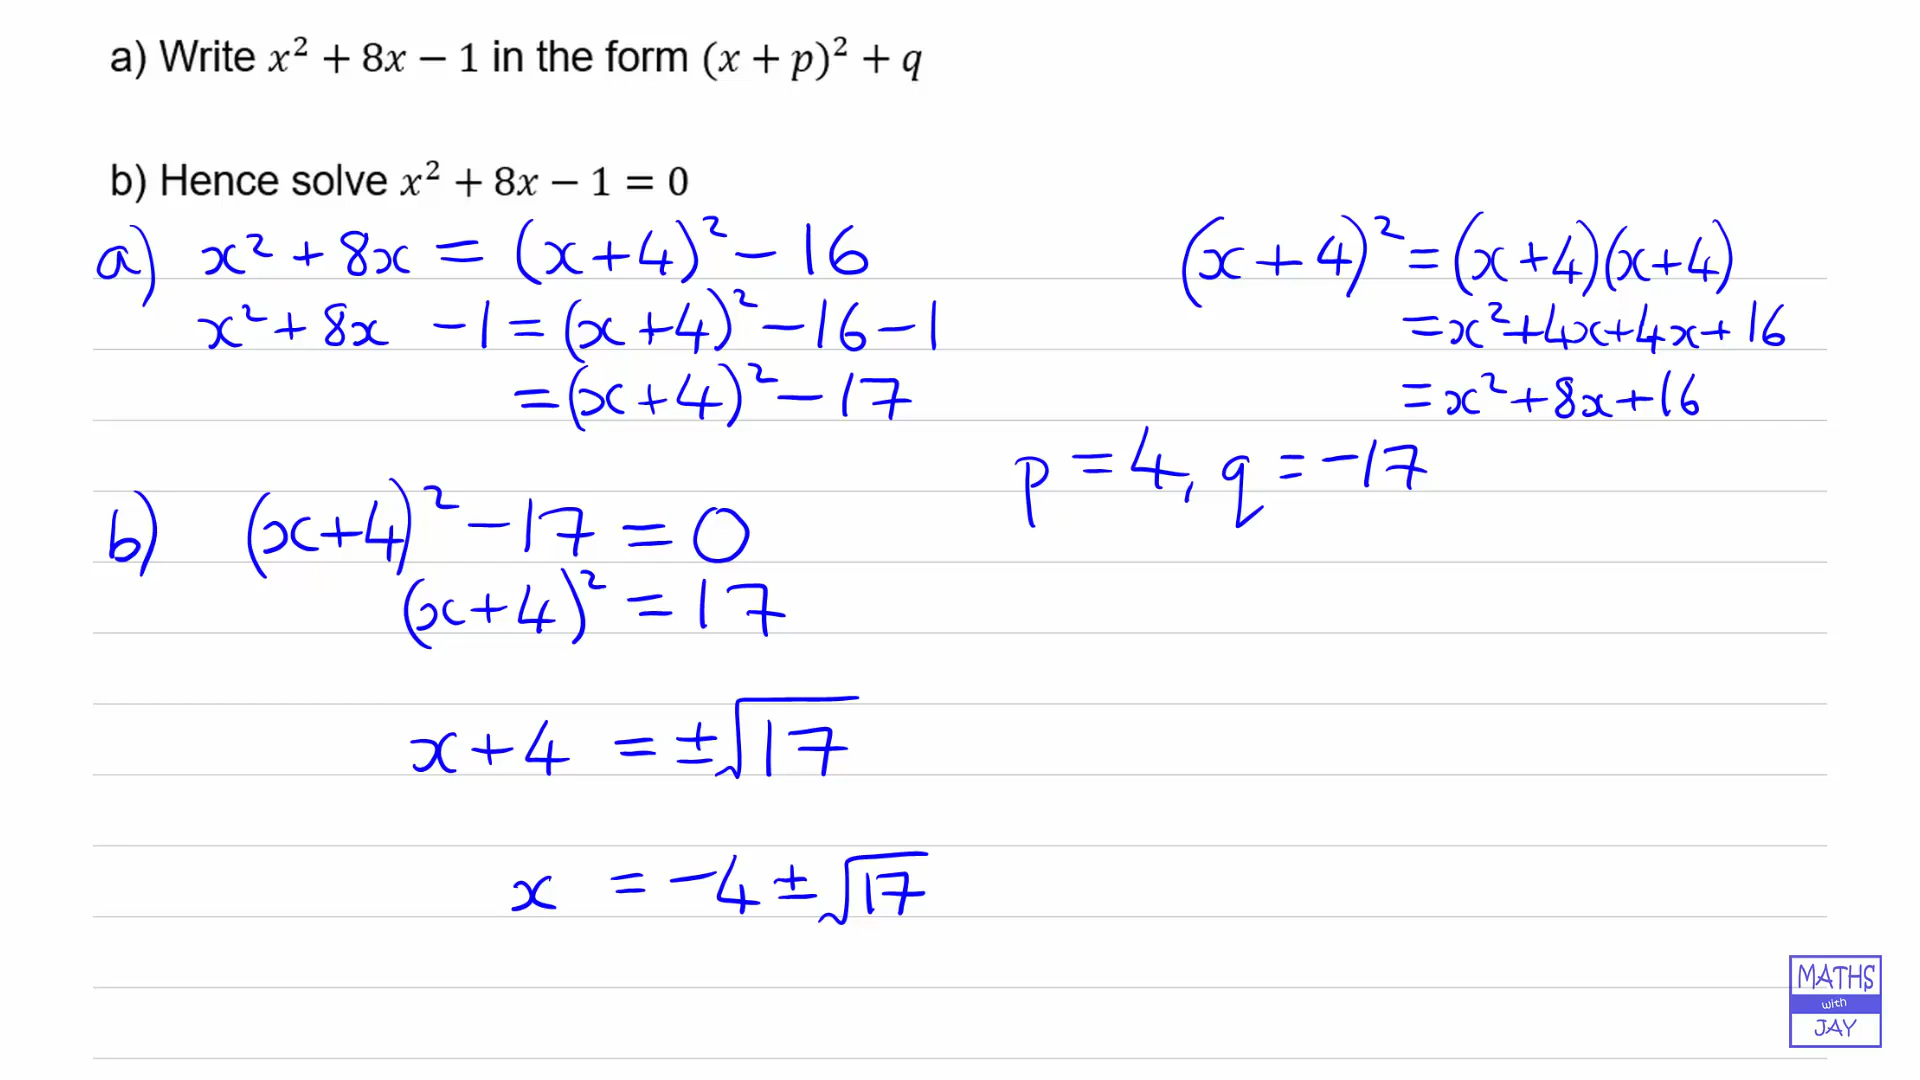 a) Write x² + 8x − 1 in the form (x + p)² + q
b) Hence solve x² + 8x − 1 = 0
a) x² + 8x = (x+4)² − 16
x² + 8x − 1 = (x+4)² − 16 − 1
= (x+4)² − 17
(x + 4)² = (x+4)(x+4)
= x² + 4x + 4x + 16
= x² + 8x + 16
p = 4, q = −17
b) (x+4)² − 17 = 0
(x+4)² = 17
x + 4 = ±√17
x = −4 ± √17
MATHS
with
JAY